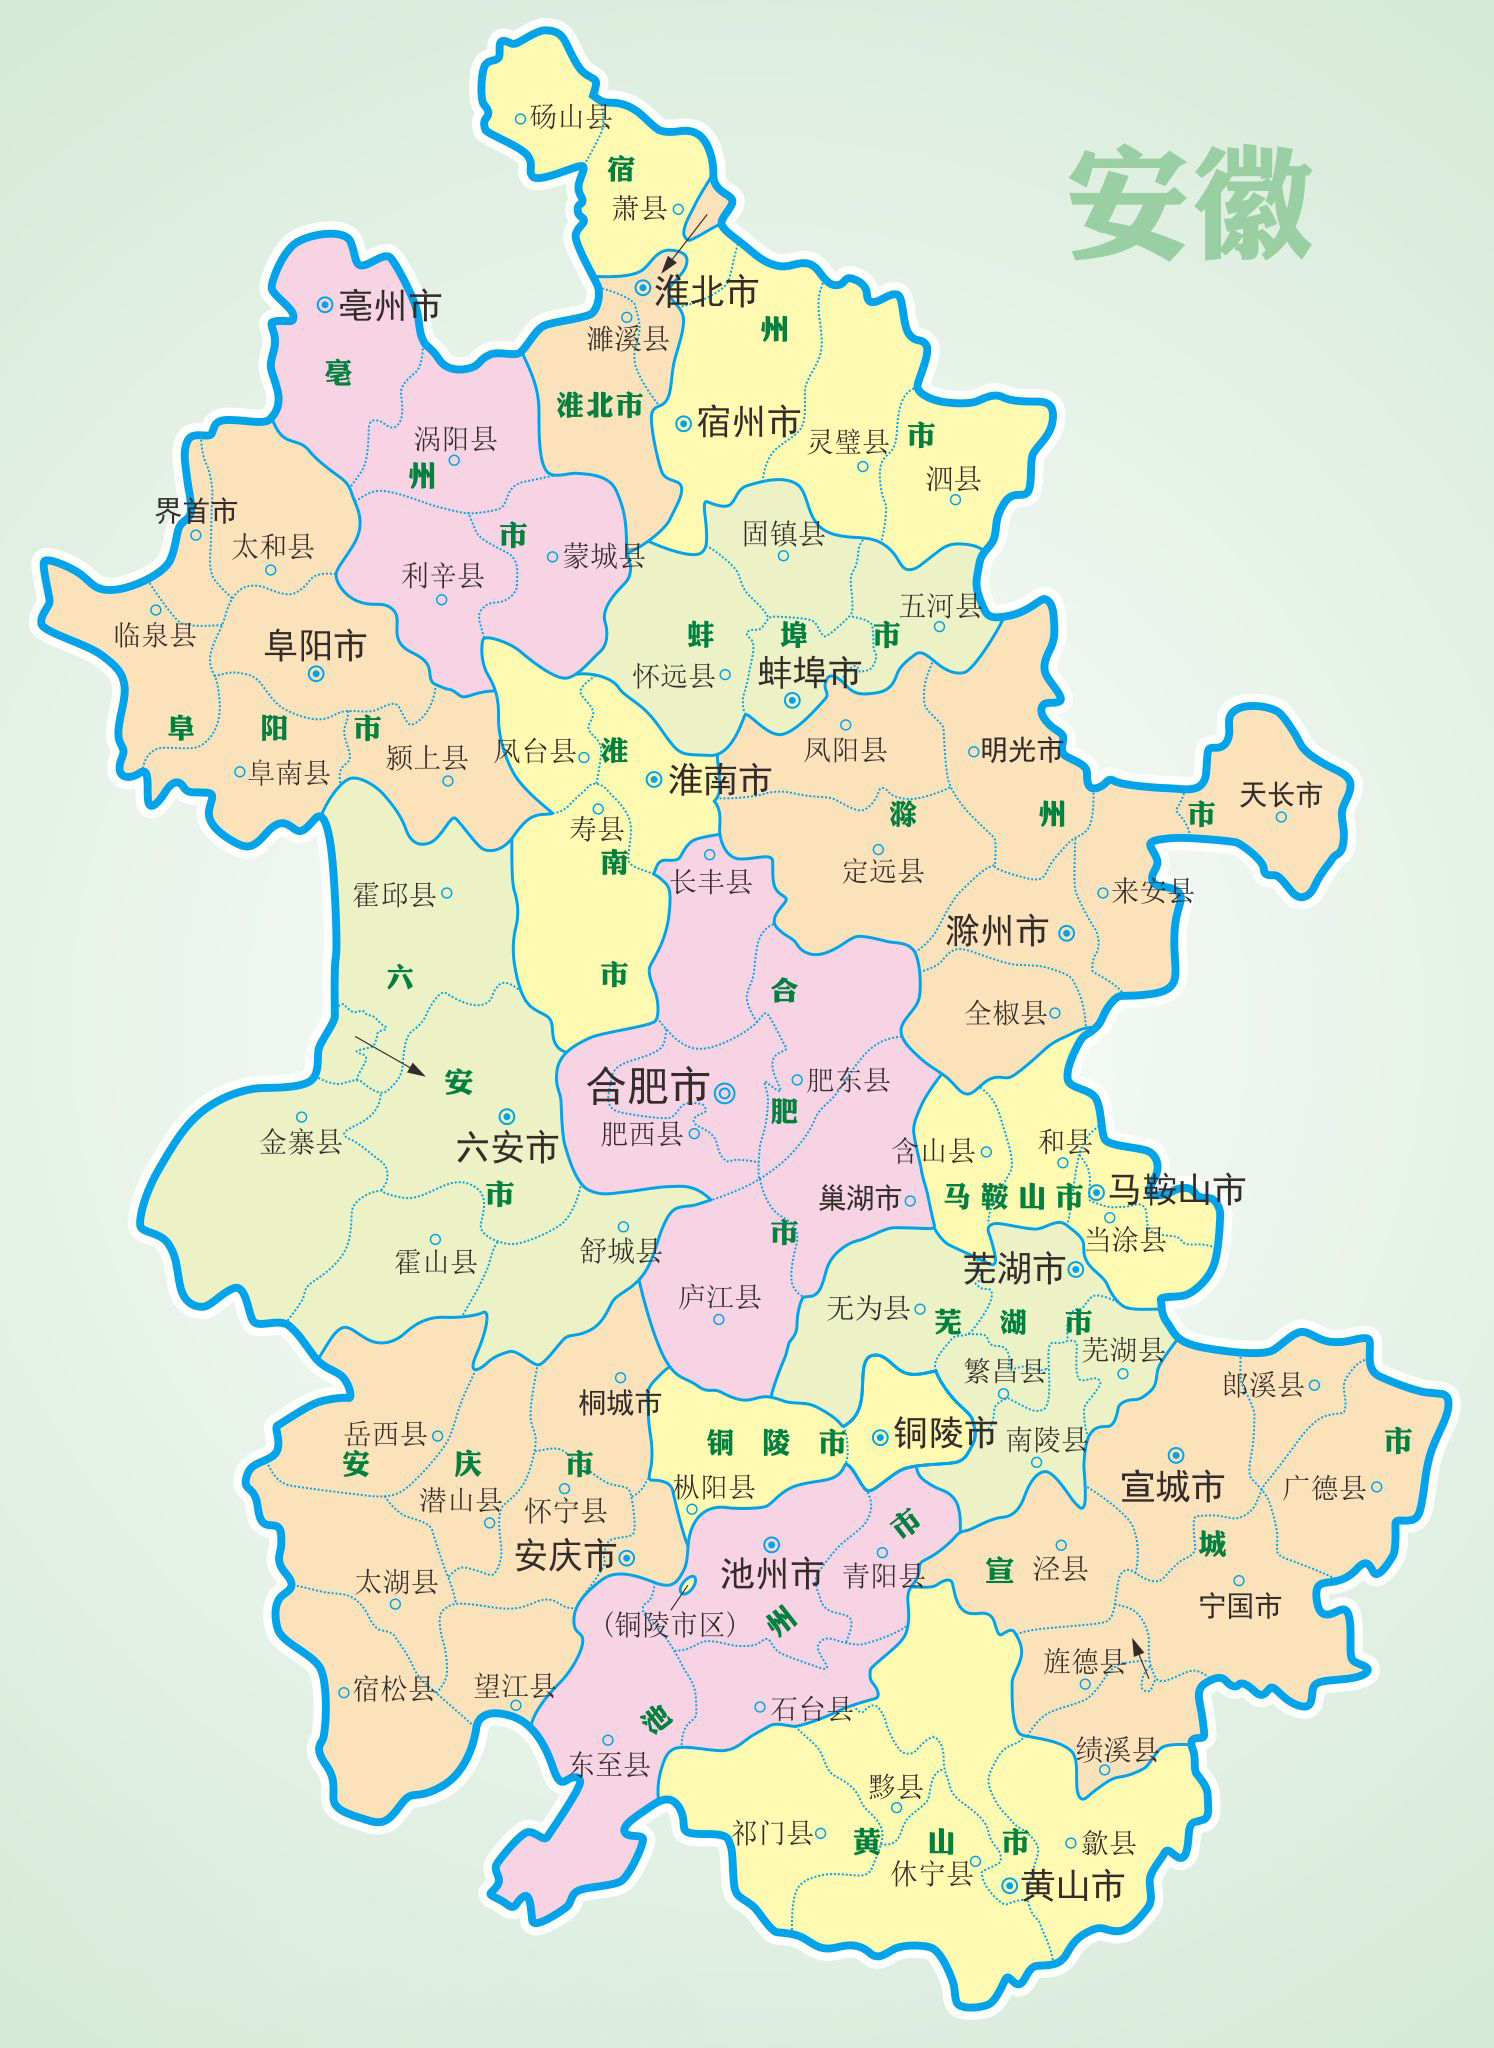 安徽
砀山县
宿
萧县
淮北市
亳州市
州
濉溪县
亳
淮北市
宿州市
涡阳县
灵璧县
市
州
泗县
界首市
市
固镇县
太和县
蒙城县
利辛县
五河县
临泉县
蚌
埠
市
阜阳市
怀远县
蚌埠市
阜
阳
市
凤台县
淮
凤阳县
明光市
颍上县
阜南县
淮南市
天长市
滁
州
市
寿县
南
定远县
长丰县
霍邱县
来安县
滁州市
六
市
合
全椒县
安
合肥市
肥东县
肥
金寨县
六安市
肥西县
含山县
和县
市
巢湖市
马鞍山市
马鞍山市
市
当涂县
霍山县
舒城县
芜湖市
庐江县
无为县
芜
湖
市
芜湖县
繁昌县
郎溪县
桐城市
岳西县
铜
陵
市
铜陵市
南陵县
市
安
庆
市
宣城市
广德县
枞阳县
潜山县
怀宁县
市
安庆市
池州市
青阳县
宣
泾县
城
太湖县
宁国市
(铜陵市区)
州
旌德县
宿松县
望江县
石台县
池
绩溪县
东至县
黟县
祁门县
黄
山
市
歙县
休宁县
黄山市